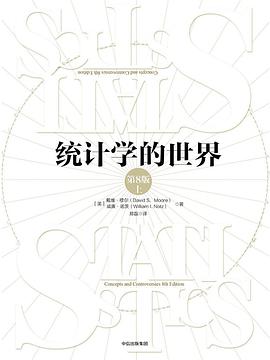 STATISTICS
Concepts and Controversies 8th Edition
统计学的世界
第8版
上
[美] 戴维·穆尔 (David S. Moore)
威廉·诺茨 (William I. Notz) 著
郑磊 译
Concepts and Controversies 8th Edition
STATISTICS
中信出版集团